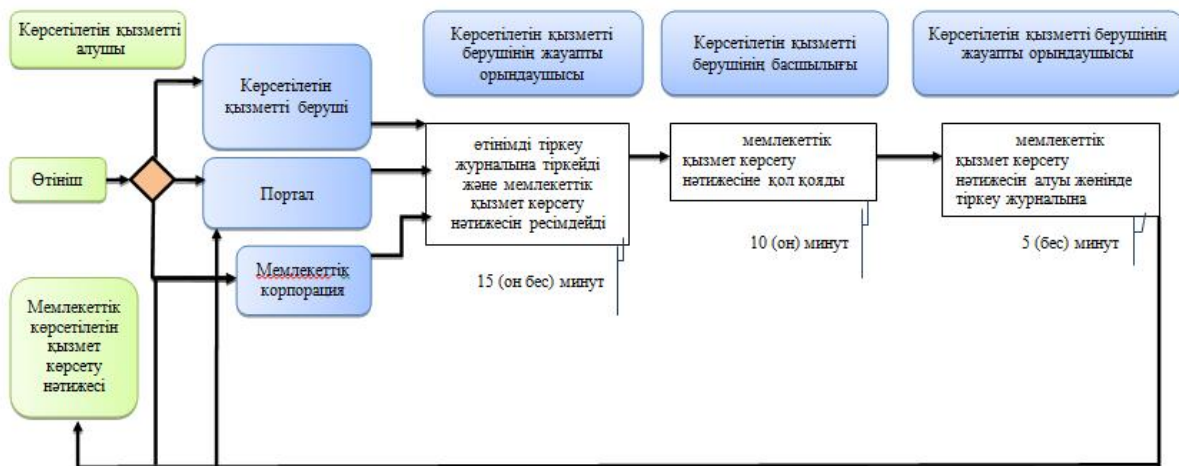 Көрсетілетін қызметті
алушы
Көрсетілетін
қызметті беруші
Көрсетілетін қызметті
берушінің жауапты
орындаушысы
Көрсетілетін қызметті
берушінің басшылығы
Көрсетілетін қызметті берушінің
жауапты орындаушысы
Өтініш
Портал
Мемлекеттік
корпорация
өтінімді тіркеу
журналына тіркейді
және мемлекеттік
қызмет көрсету
нәтижесін ресімдейді
15 (он бес) минут
мемлекеттік
қызмет көрсету
нәтижесіне қол қояды
10 (он) минут
мемлекеттік
қызмет көрсету
нәтижесін алуы жөнінде
тіркеу журналына
5 (бес) минут
Мемлекеттік
көрсетілетін
қызмет
көрсету
нәтижесі